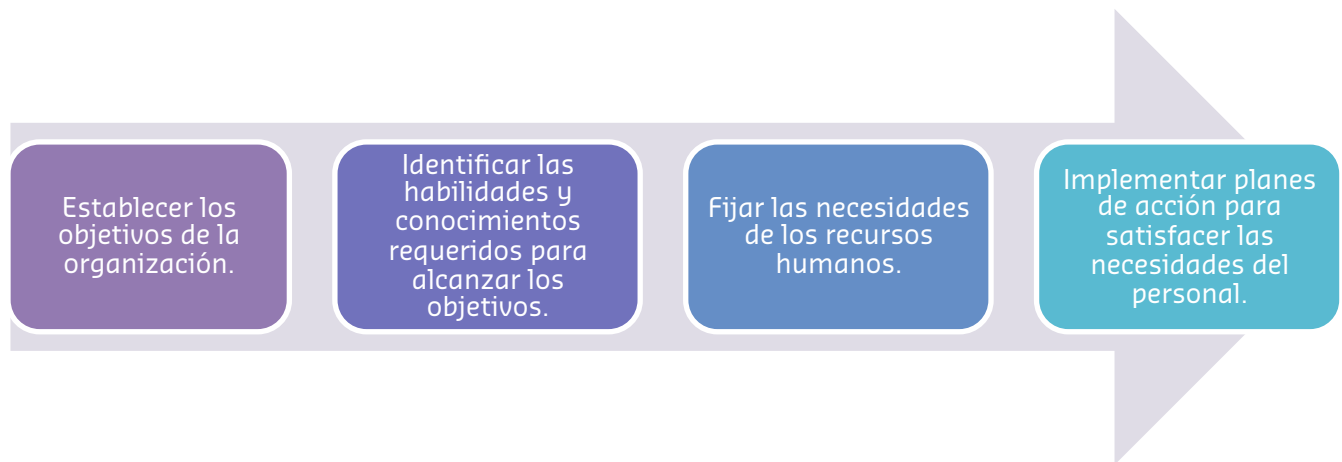 Establecer los
objetivos de la
organización.
Identificar las
habilidades y
conocimientos
requeridos para
alcanzar los
objetivos.
Fijar las necesidades
de los recursos
humanos.
Implementar planes
de acción para
satisfacer las
necesidades del
personal.